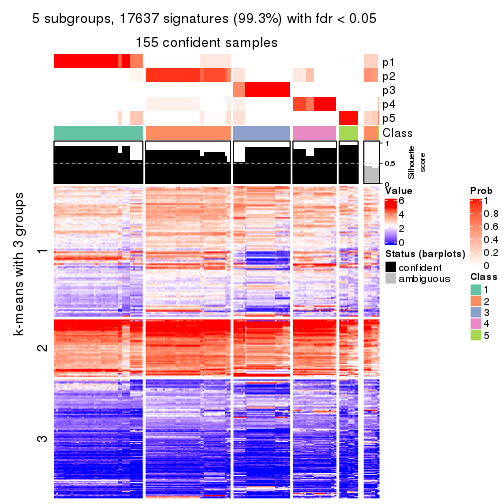 5 subgroups, 17637 signatures (99.3%) with fdr < 0.05
155 confident samples
p1
p2
p3
p4
p5
Class
1
0.5
0
Silhouette
score
k-means with 3 groups
1
2
3
Value
6
4
2
0
Status (barplots)
confident
ambiguous
Prob
1
0.8
0.6
0.4
0.2
0
Class
1
2
3
4
5